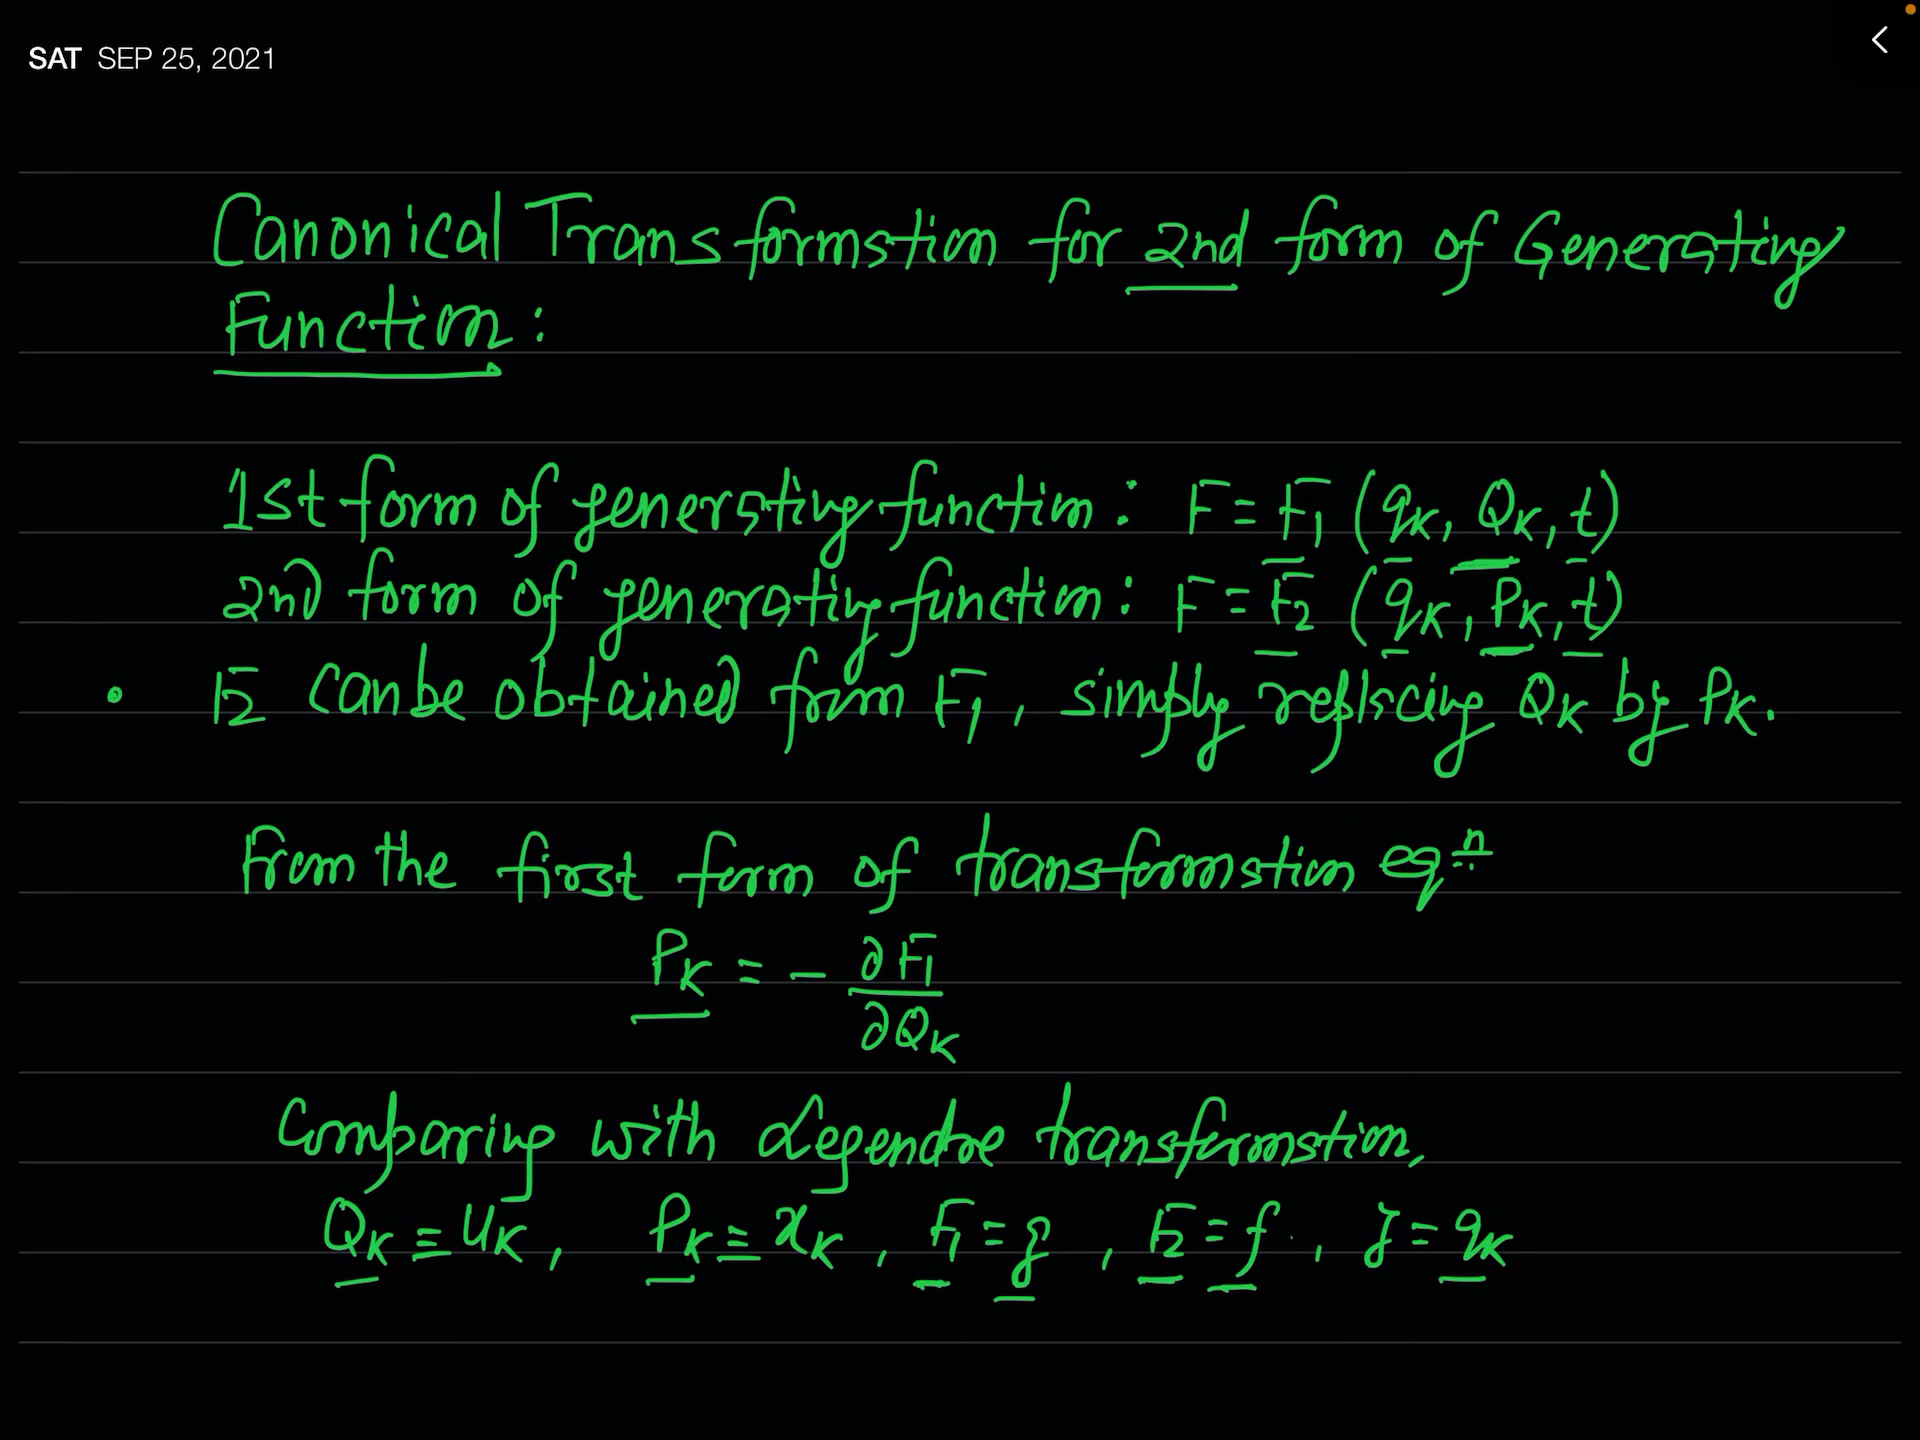 SAT SEP 25, 2021
Canonical Transformation for 2nd form of Generating
Function:
1st form of generating function: F = F₁ (qₖ, Qₖ, t)
2nd form of generating function: F = F₂ (qₖ, Pₖ, t)
• F₂ can be obtained from F₁, simply replacing Qₖ by Pₖ.
From the first form of transformation eqⁿ
Pₖ = - ∂F₁/∂Qₖ
Comparing with Legendre transformation,
Qₖ ≡ uₖ, Pₖ ≡ xₖ, F₁ = g, F₂ = f, y = qₖ